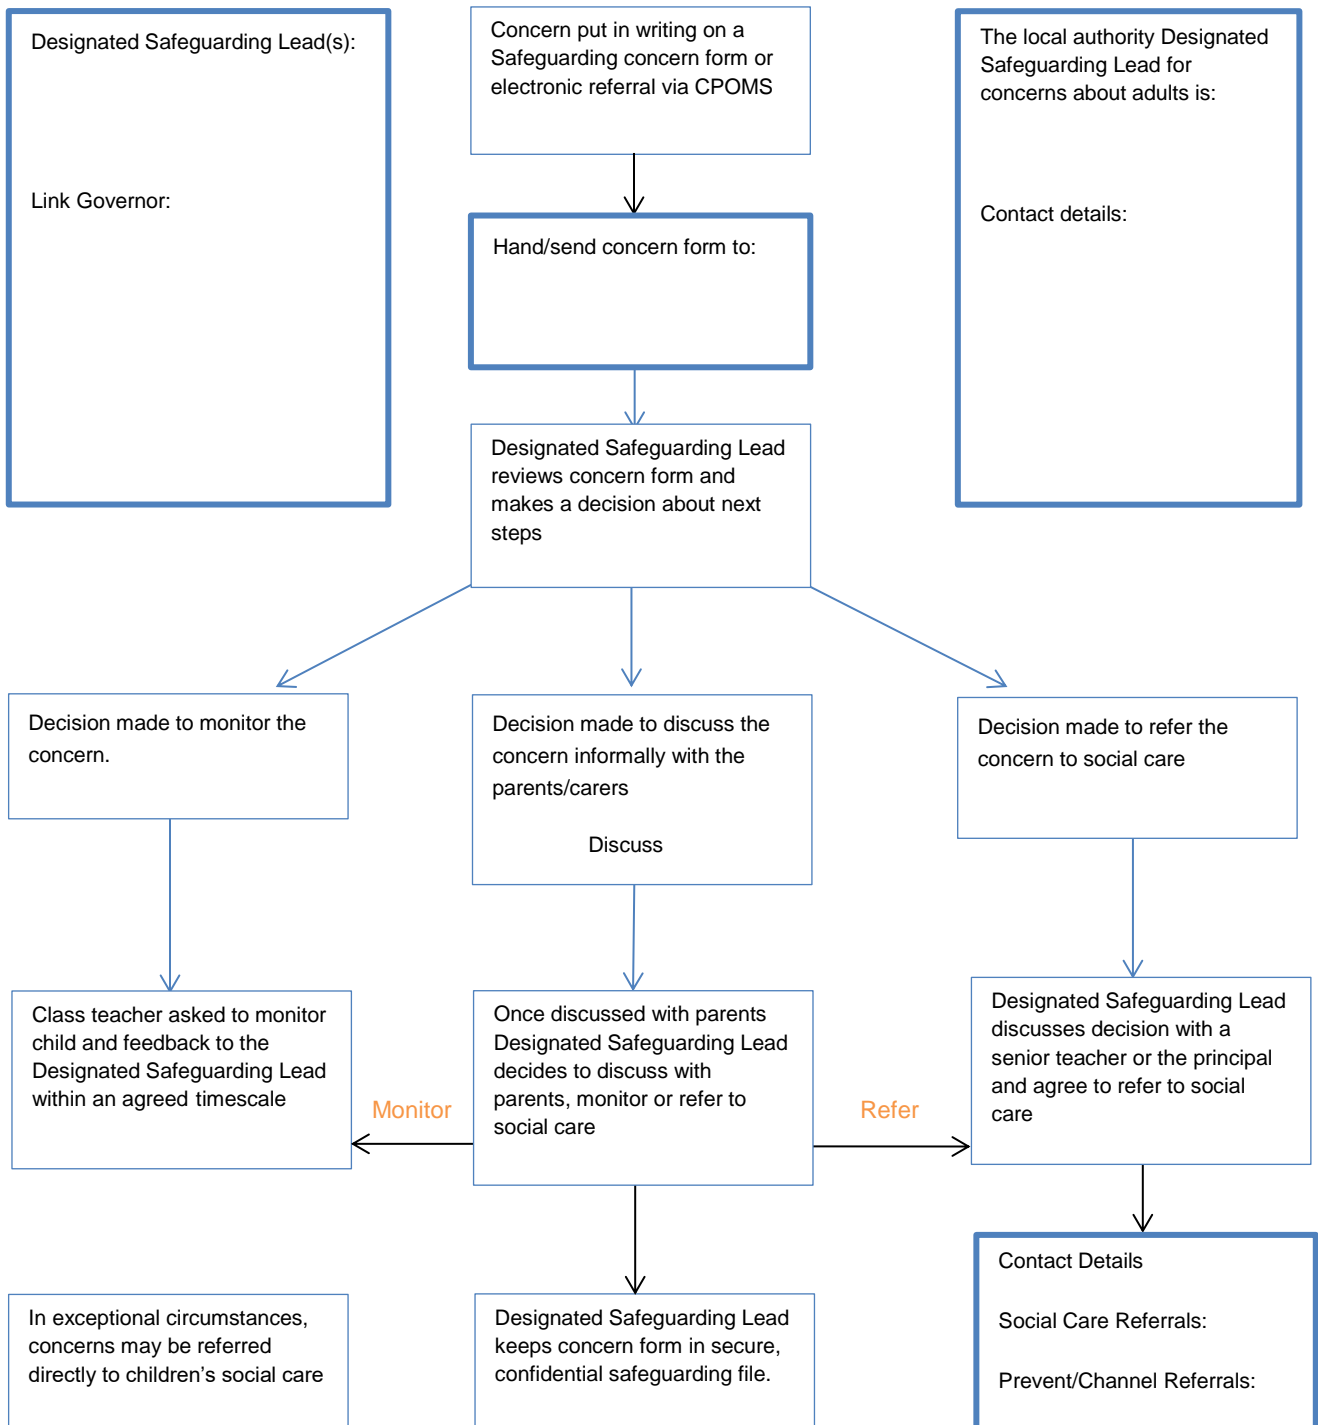 Designated Safeguarding Lead(s):
Link Governor:
Concern put in writing on a
Safeguarding concern form or
electronic referral via CPOMS
The local authority Designated
Safeguarding Lead for
concerns about adults is:
Contact details:
Hand/send concern form to:
Designated Safeguarding Lead
reviews concern form and
makes a decision about next
steps
Decision made to monitor the
concern.
Decision made to discuss the
concern informally with the
parents/carers
Discuss
Decision made to refer the
concern to social care
Class teacher asked to monitor
child and feedback to the
Designated Safeguarding Lead
within an agreed timescale
Monitor
Once discussed with parents
Designated Safeguarding Lead
decides to discuss with
parents, monitor or refer to
social care
Refer
Designated Safeguarding Lead
discusses decision with a
senior teacher or the principal
and agree to refer to social
care
In exceptional circumstances,
concerns may be referred
directly to children’s social care
Designated Safeguarding Lead
keeps concern form in secure,
confidential safeguarding file.
Contact Details
Social Care Referrals:
Prevent/Channel Referrals: